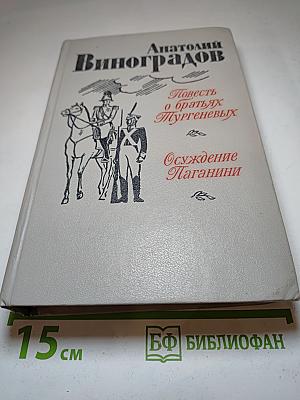 Анатолий
Виноградов
Повесть
о братьях
Тургеневых
Осуждение
Паганини
15 см
БФ БИБЛИОФАН